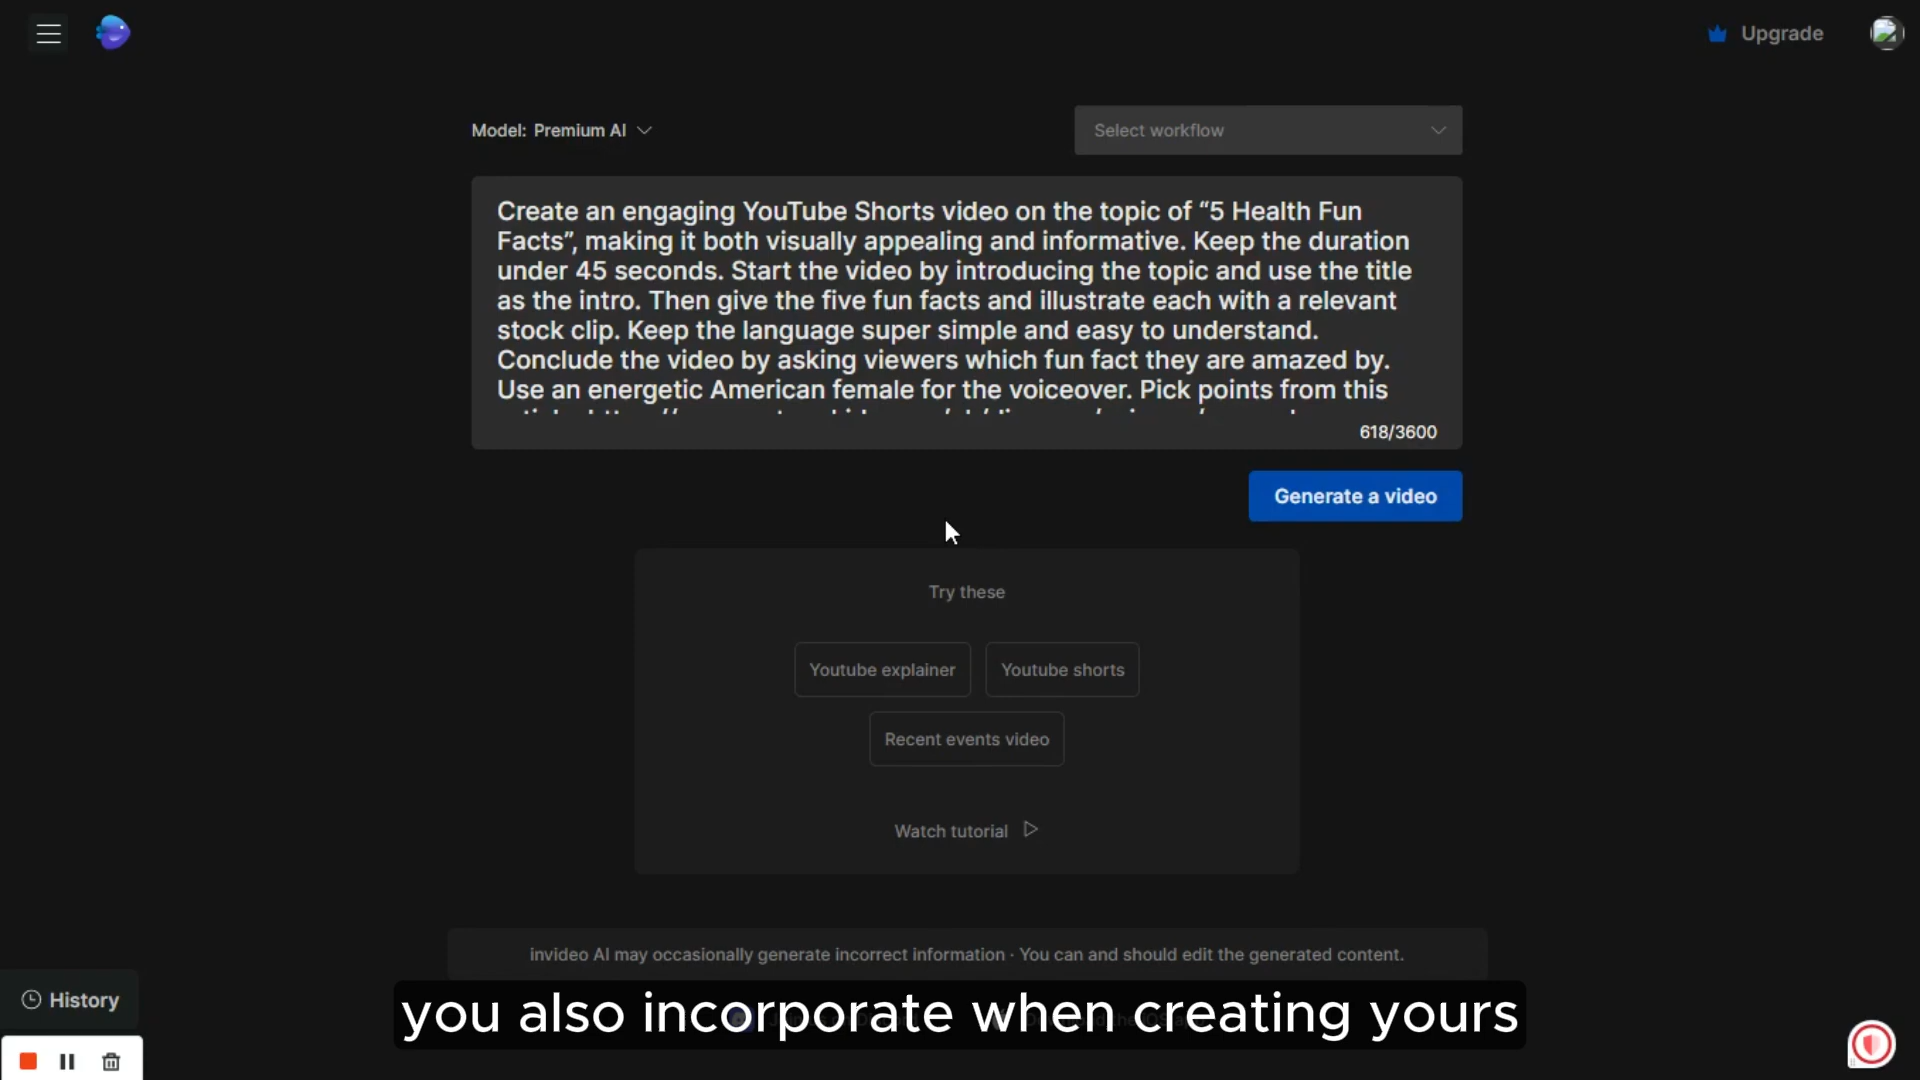 Upgrade
Model: Premium AI
Select workflow
Create an engaging YouTube Shorts video on the topic of “5 Health Fun
Facts”, making it both visually appealing and informative. Keep the duration
under 45 seconds. Start the video by introducing the topic and use the title
as the intro. Then give the five fun facts and illustrate each with a relevant
stock clip. Keep the language super simple and easy to understand.
Conclude the video by asking viewers which fun fact they are amazed by.
Use an energetic American female for the voiceover. Pick points from this
618/3600
Generate a video
Try these
Youtube explainer
Youtube shorts
Recent events video
Watch tutorial
invideo AI may occasionally generate incorrect information · You can and should edit the generated content.
History
you also incorporate when creating yours